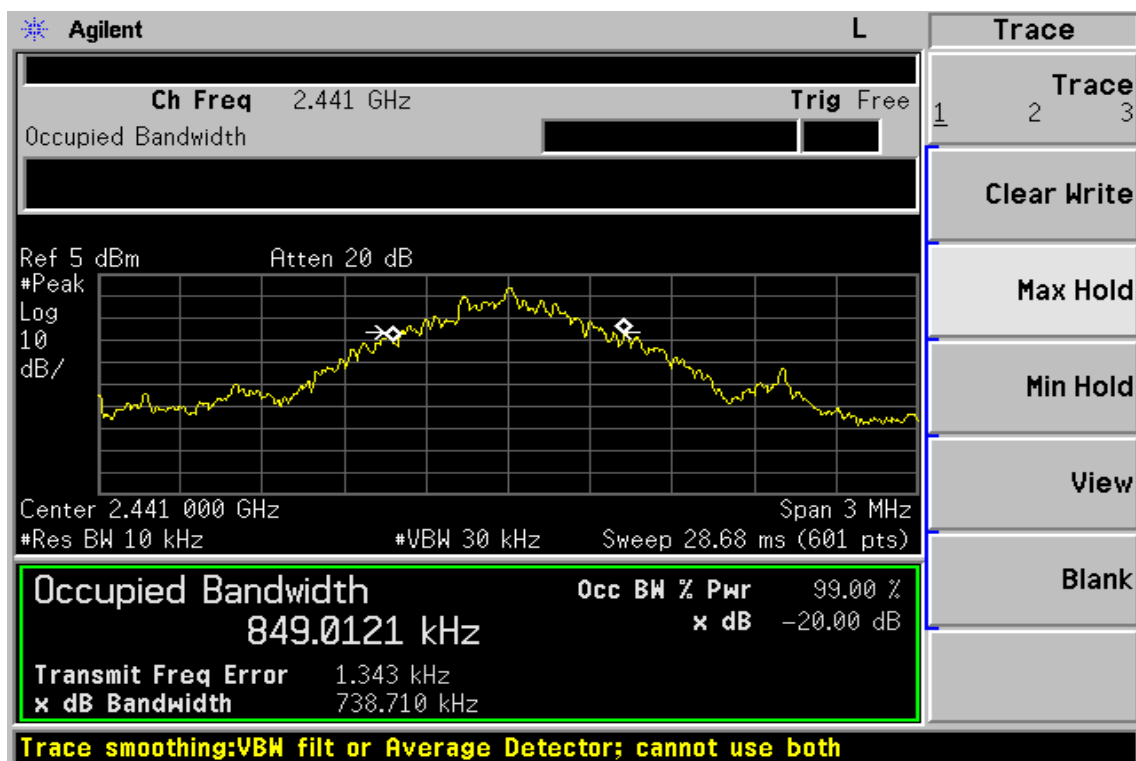 Agilent
L
Trace
Ch Freq 2.441 GHz
Trig Free
Occupied Bandwidth
Trace
1 2 3
Clear Write
Max Hold
Min Hold
View
Blank
Ref 5 dBm
Atten 20 dB
#Peak
Log
10
dB/
Center 2.441 000 GHz
Span 3 MHz
#Res BW 10 kHz
#VBW 30 kHz
Sweep 28.68 ms (601 pts)
Occupied Bandwidth
849.0121 kHz
Occ BW % Pwr 99.00 %
x dB -20.00 dB
Transmit Freq Error 1.343 kHz
x dB Bandwidth 738.710 kHz
Trace smoothing:VBW filt or Average Detector; cannot use both